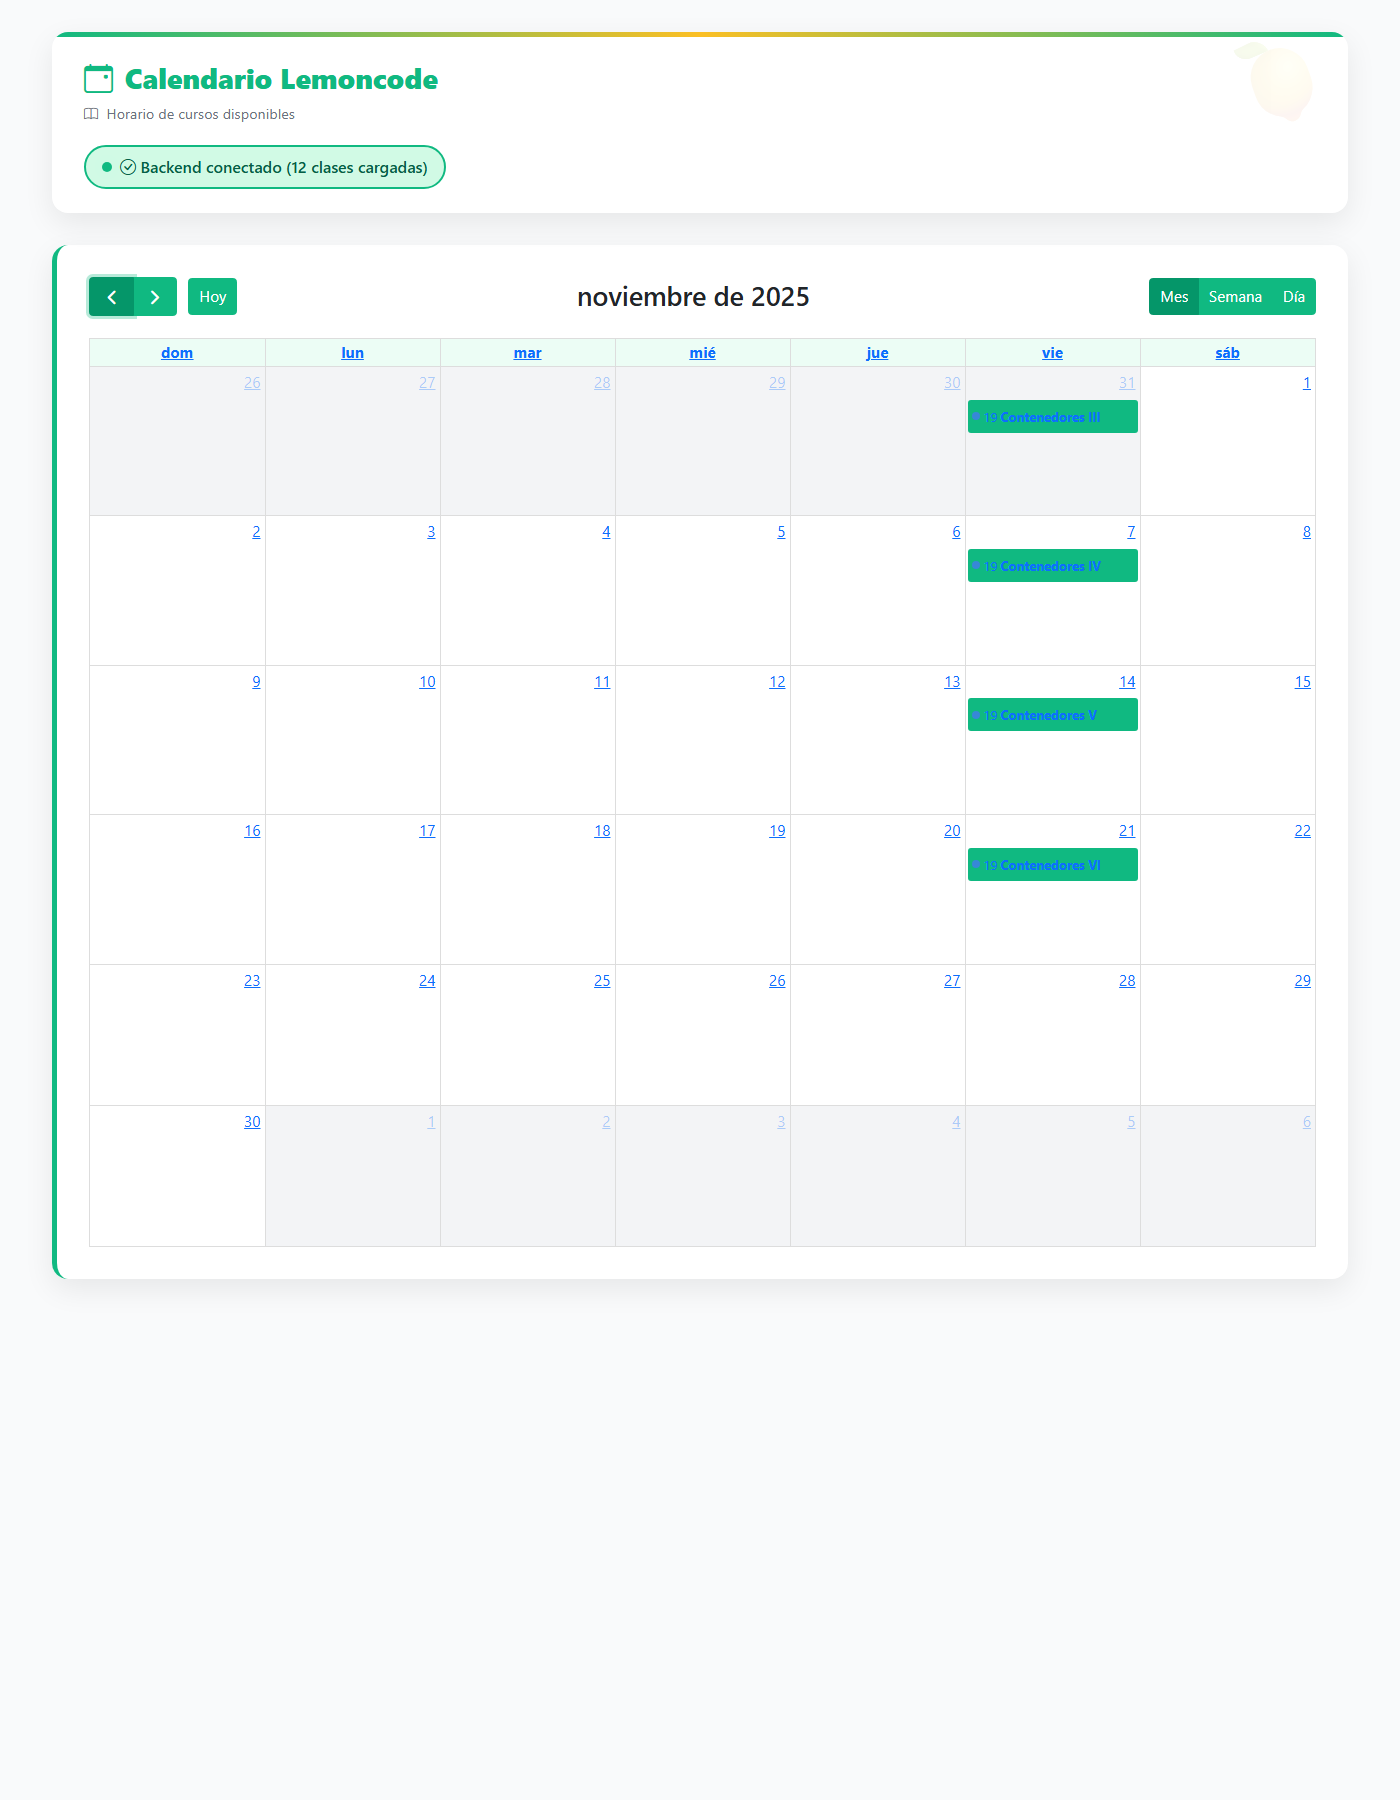 Calendario Lemoncode
Horario de cursos disponibles
Backend conectado (12 clases cargadas)
Hoy
noviembre de 2025
Mes Semana Día
dom lun mar mié jue vie sáb
26 27 28 29 30 31 1
19 Contenedores III
2 3 4 5 6 7 8
19 Contenedores IV
9 10 11 12 13 14 15
19 Contenedores V
16 17 18 19 20 21 22
19 Contenedores VI
23 24 25 26 27 28 29
30 1 2 3 4 5 6